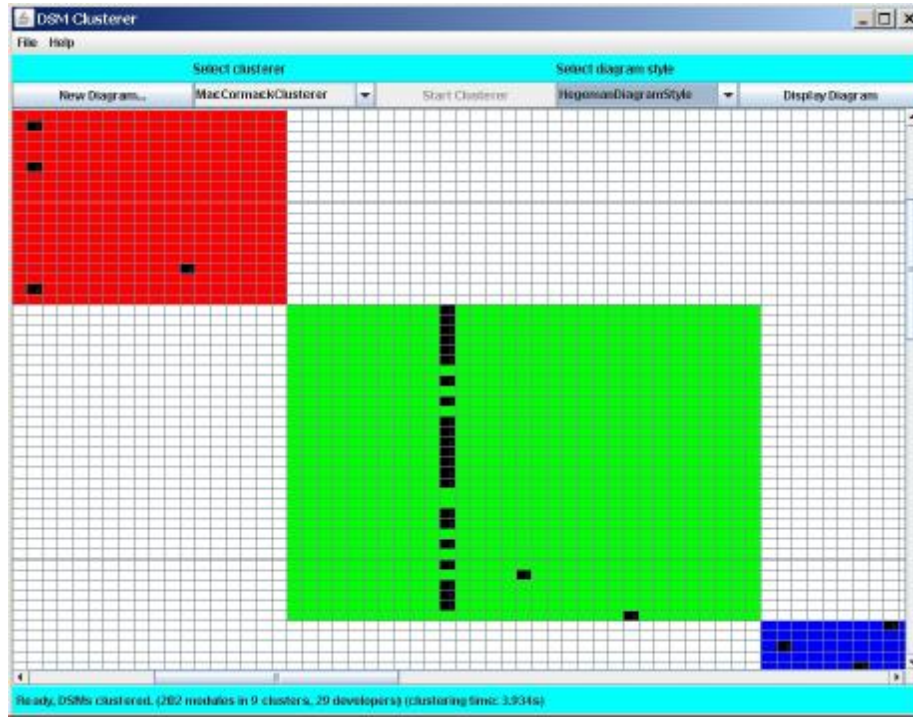 DSM Clusterer
File Help
Select clusterer Select diagram style
New Diagram... MacCormackClusterer Start Clusterer HegemanDiagramStyle Display Diagram
Ready, DSMs clustered. (282 modules in 9 clusters, 29 developers) (clustering time: 3.934s)